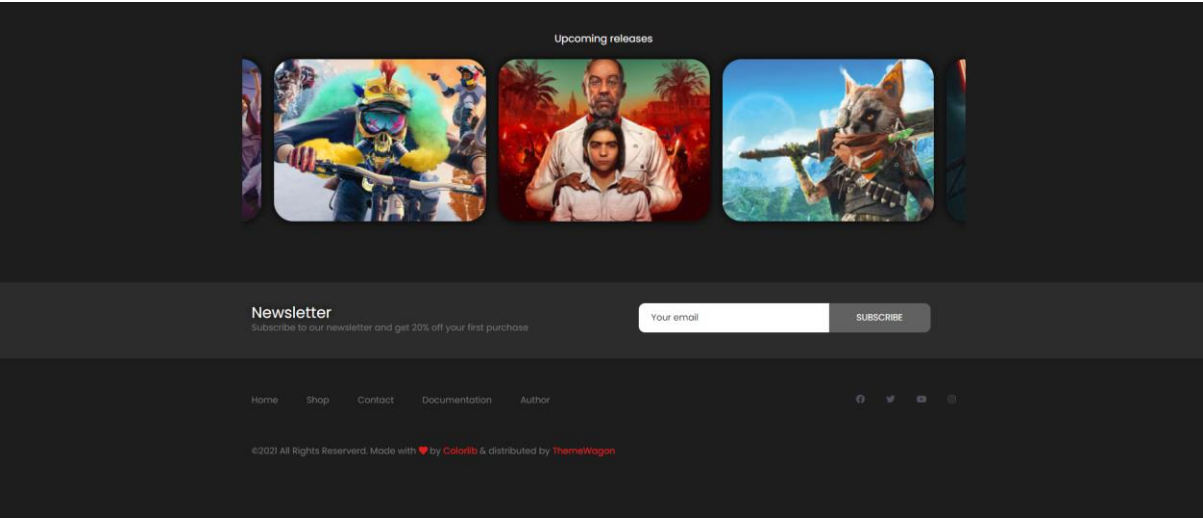 Upcoming releases
Newsletter
Subscribe to our newsletter and get 20% off your first purchase
Your email
SUBSCRIBE
Home Shop Contact Documentation Author
©2021 All Rights Reserverd. Made with ❤ by Colorlib & distributed by ThemeWagon